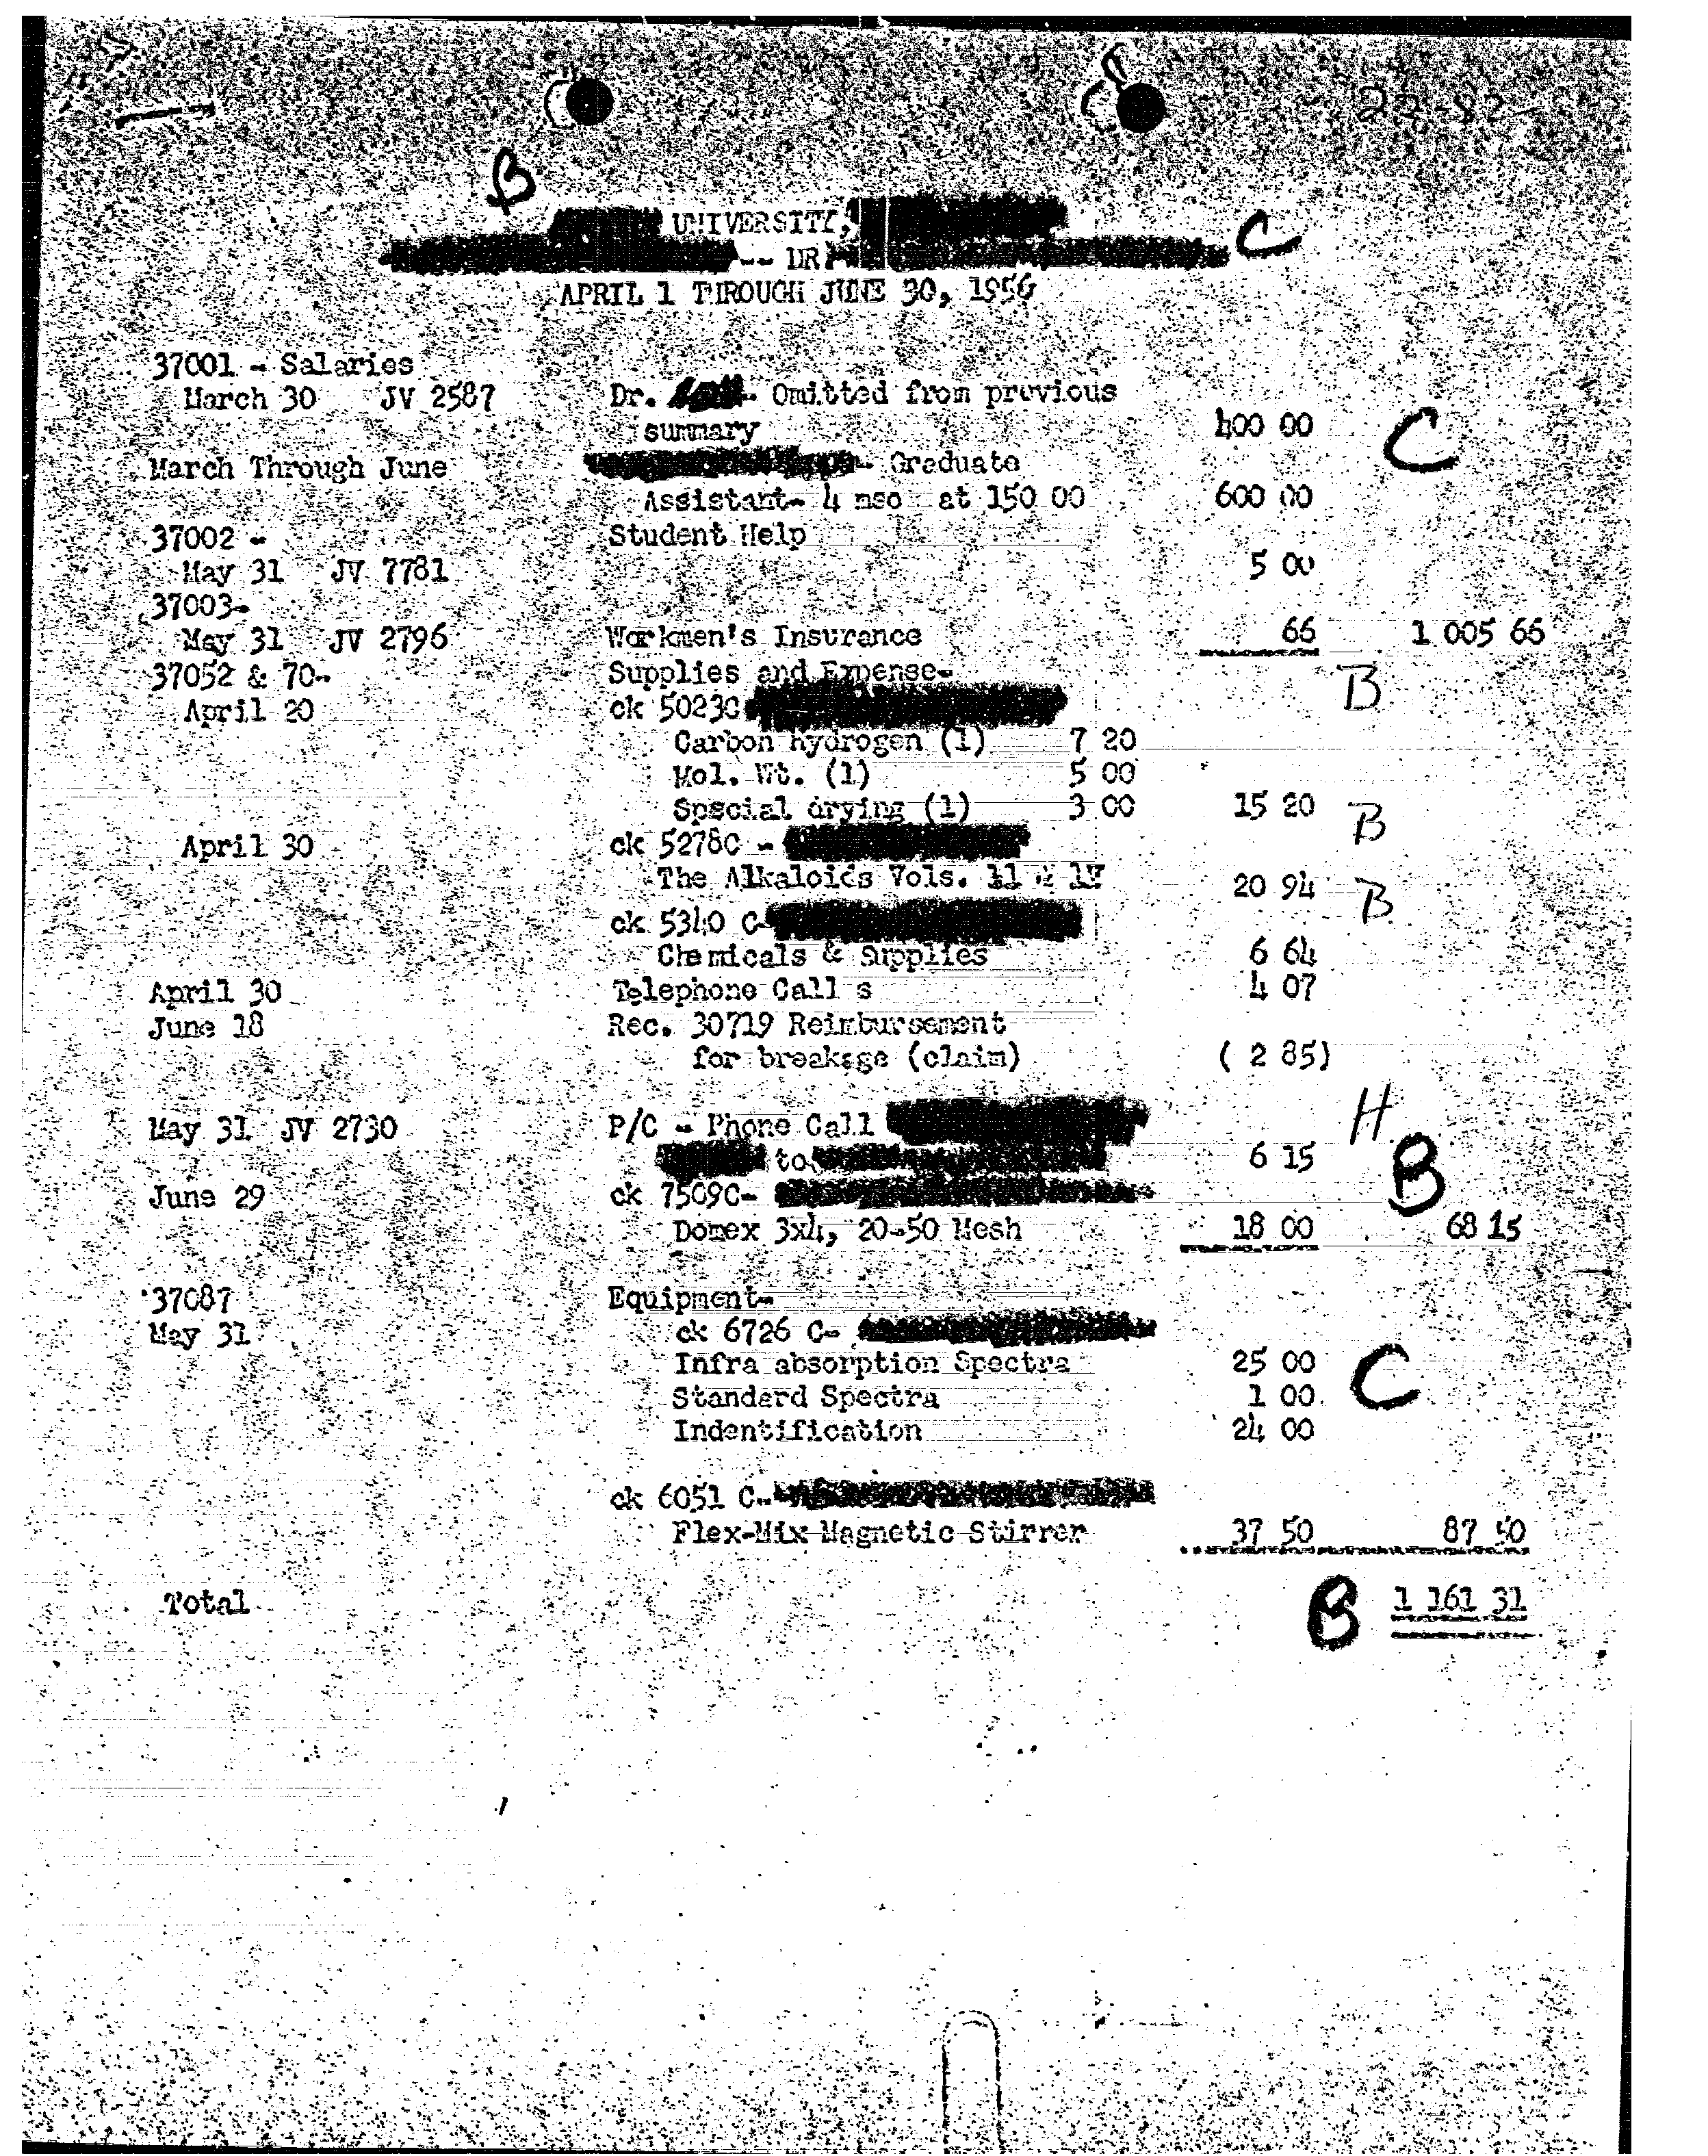 22-82
B
UNIVERSITY,
-- DR C
APRIL 1 THROUGH JUNE 30, 1956
37001 - Salaries
March 30 JV 2587 Dr. - Omitted from previous
summary 400 00 C
March Through June - Graduate
Assistant- 4 mso at 150 00 600 00
37002 - Student Help
May 31 JV 7781 5 00
37003-
May 31 JV 2796 Workmen's Insurance 66 1 005 66
37052 & 70- Supplies and Expense- B
April 20 ck 5023C
Carbon hydrogen (1) 7 20
Mol. Wt. (1) 5 00
Special drying (1) 3 00 15 20 B
April 30 ck 5278C -
The Alkaloids Vols. 20 94 B
ck 5340 C-
Chemicals & Supplies 6 64
April 30 Telephone Call s 4 07
June 18 Rec. 30719 Reimbursement
for breakage (claim) ( 2 85)
May 31 JV 2730 P/C - Phone Call H
to 6 15 B
June 29 ck 7509C-
Dowex 3x4, 20-50 Mesh 18 00 68 15
37087 Equipment-
May 31 ck 6726 C-
Infra absorption Spectra 25 00 C
Standard Spectra 1 00
Indentification 24 00
ck 6051 C-
Flex-Mix Magnetic Stirrer 37 50 87 50
Total B 1 161 31